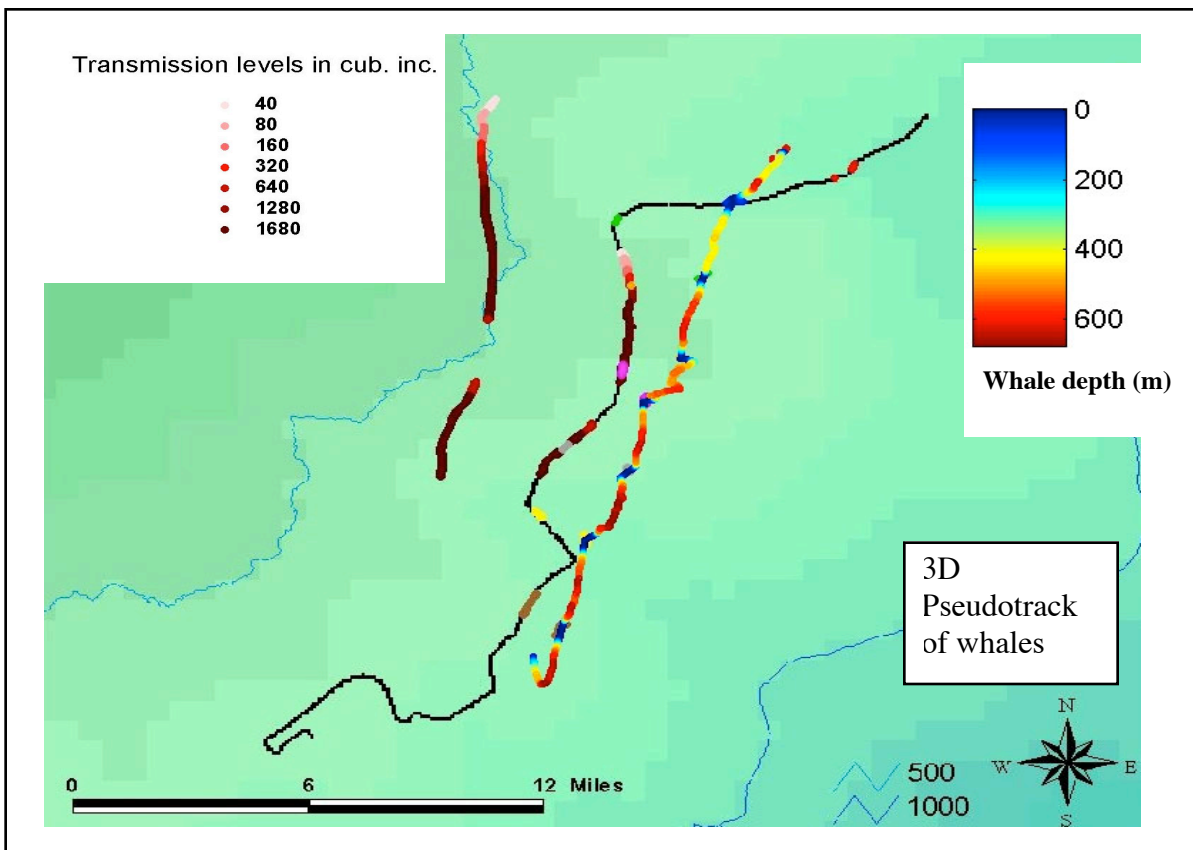 Transmission levels in cub. inc.
40
80
160
320
640
1280
1680
0
200
400
600
Whale depth (m)
3D
Pseudotrack
of whales
N
W E
S
500
1000
0 6 12 Miles